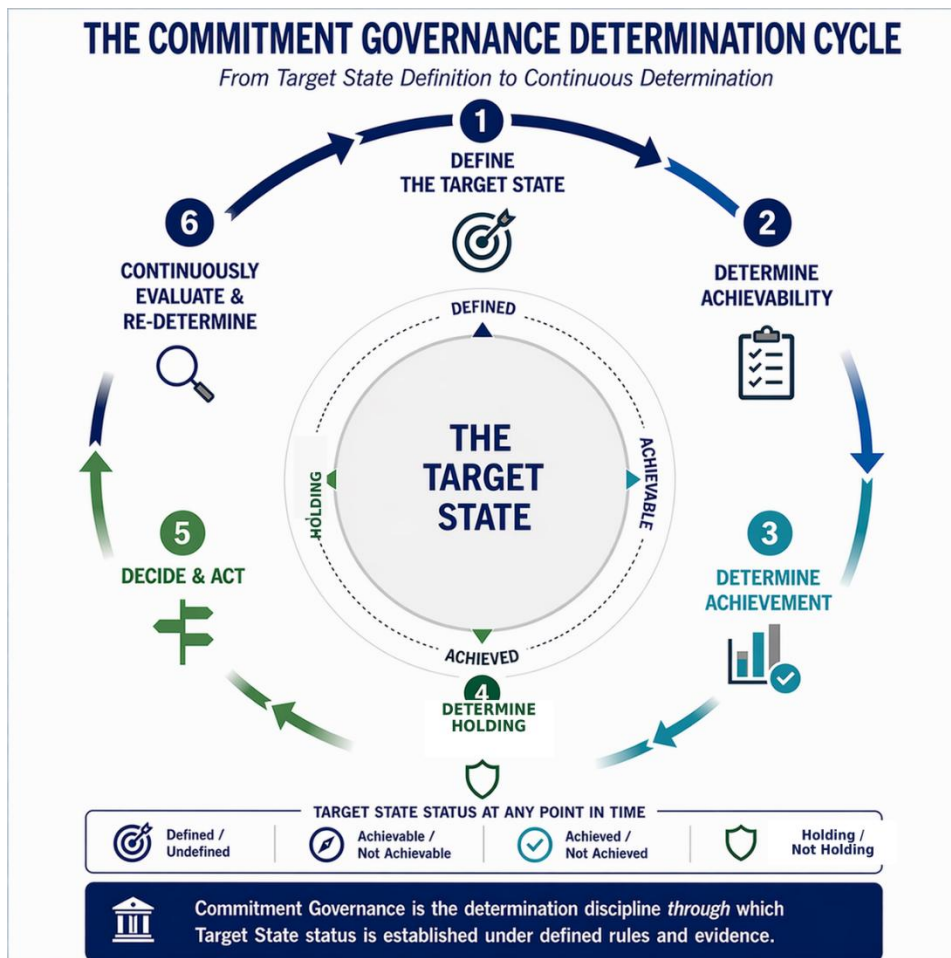 THE COMMITMENT GOVERNANCE DETERMINATION CYCLE
From Target State Definition to Continuous Determination
1
DEFINE
THE TARGET STATE
2
DETERMINE
ACHIEVABILITY
3
DETERMINE
ACHIEVEMENT
4
DETERMINE
HOLDING
5
DECIDE & ACT
6
CONTINUOUSLY
EVALUATE &
RE-DETERMINE
DEFINED
ACHIEVABLE
ACHIEVED
HOLDING
THE
TARGET
STATE
TARGET STATE STATUS AT ANY POINT IN TIME
Defined /
Undefined
Achievable /
Not Achievable
Achieved /
Not Achieved
Holding /
Not Holding
Commitment Governance is the determination discipline through which
Target State status is established under defined rules and evidence.